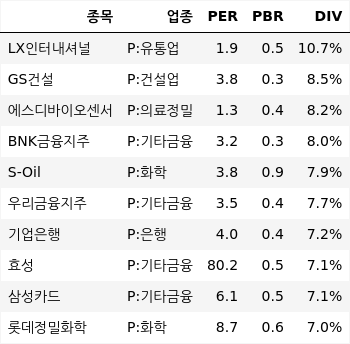 종목 업종 PER PBR DIV
LX인터내셔널 P:유통업 1.9 0.5 10.7%
GS건설 P:건설업 3.8 0.3 8.5%
에스디바이오센서 P:의료정밀 1.3 0.4 8.2%
BNK금융지주 P:기타금융 3.2 0.3 8.0%
S-Oil P:화학 3.8 0.9 7.9%
우리금융지주 P:기타금융 3.5 0.4 7.7%
기업은행 P:은행 4.0 0.4 7.2%
효성 P:기타금융 80.2 0.5 7.1%
삼성카드 P:기타금융 6.1 0.5 7.1%
롯데정밀화학 P:화학 8.7 0.6 7.0%